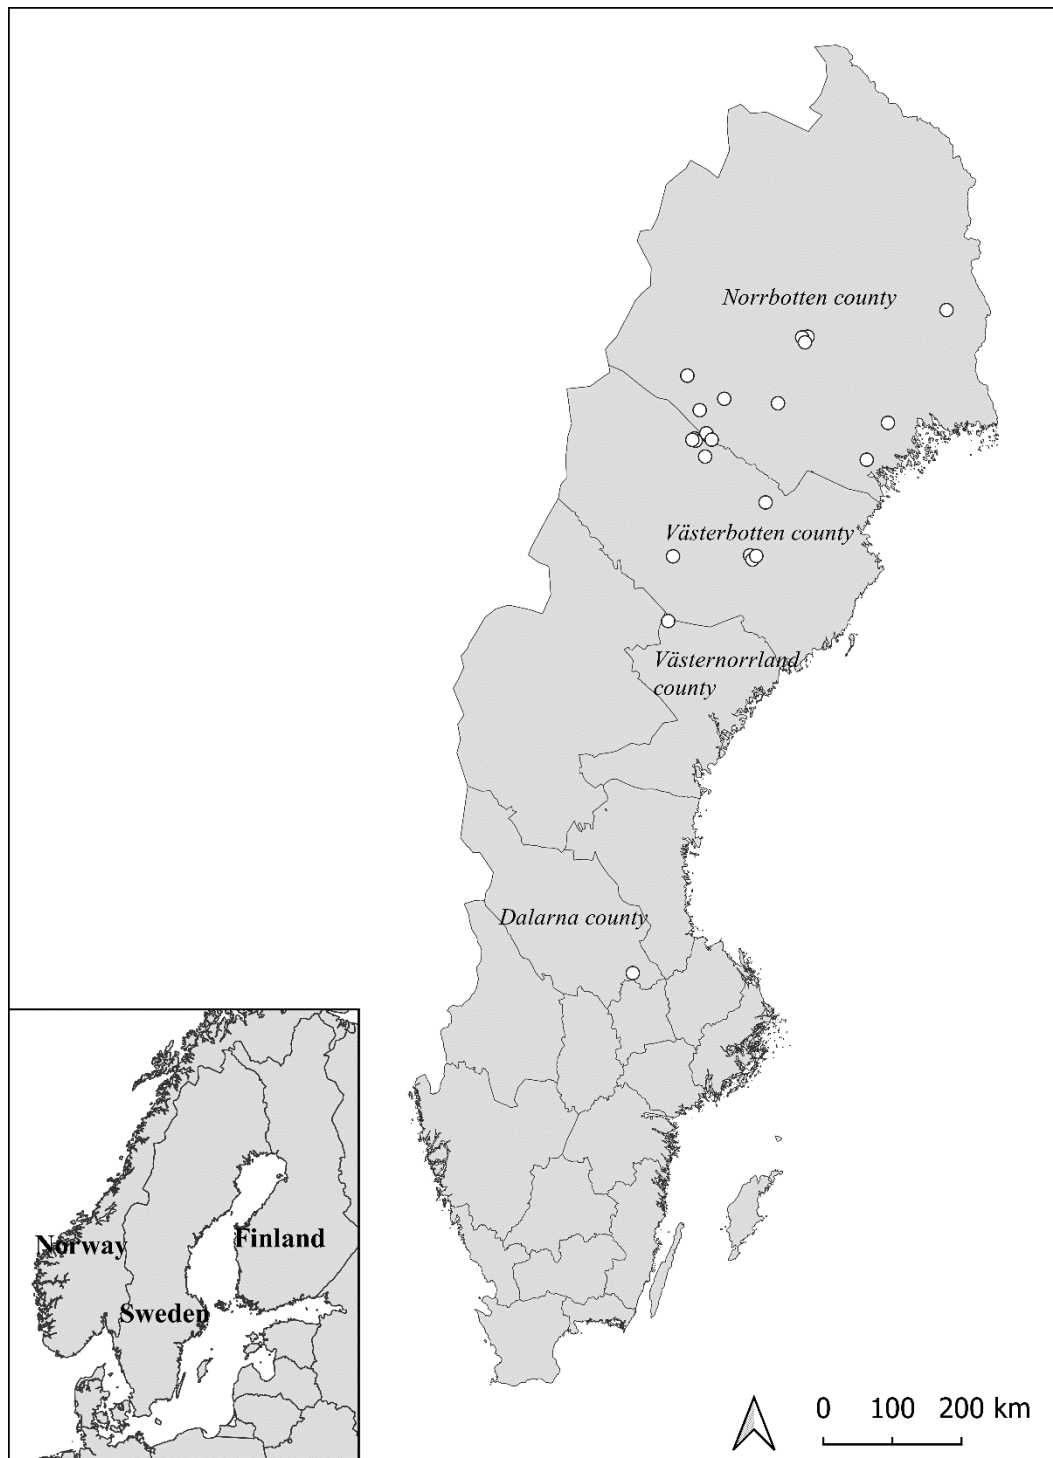 Norrbotten county
Västerbotten county
Västernorrland
county
Dalarna county
Norway
Finland
Sweden
0 100 200 km